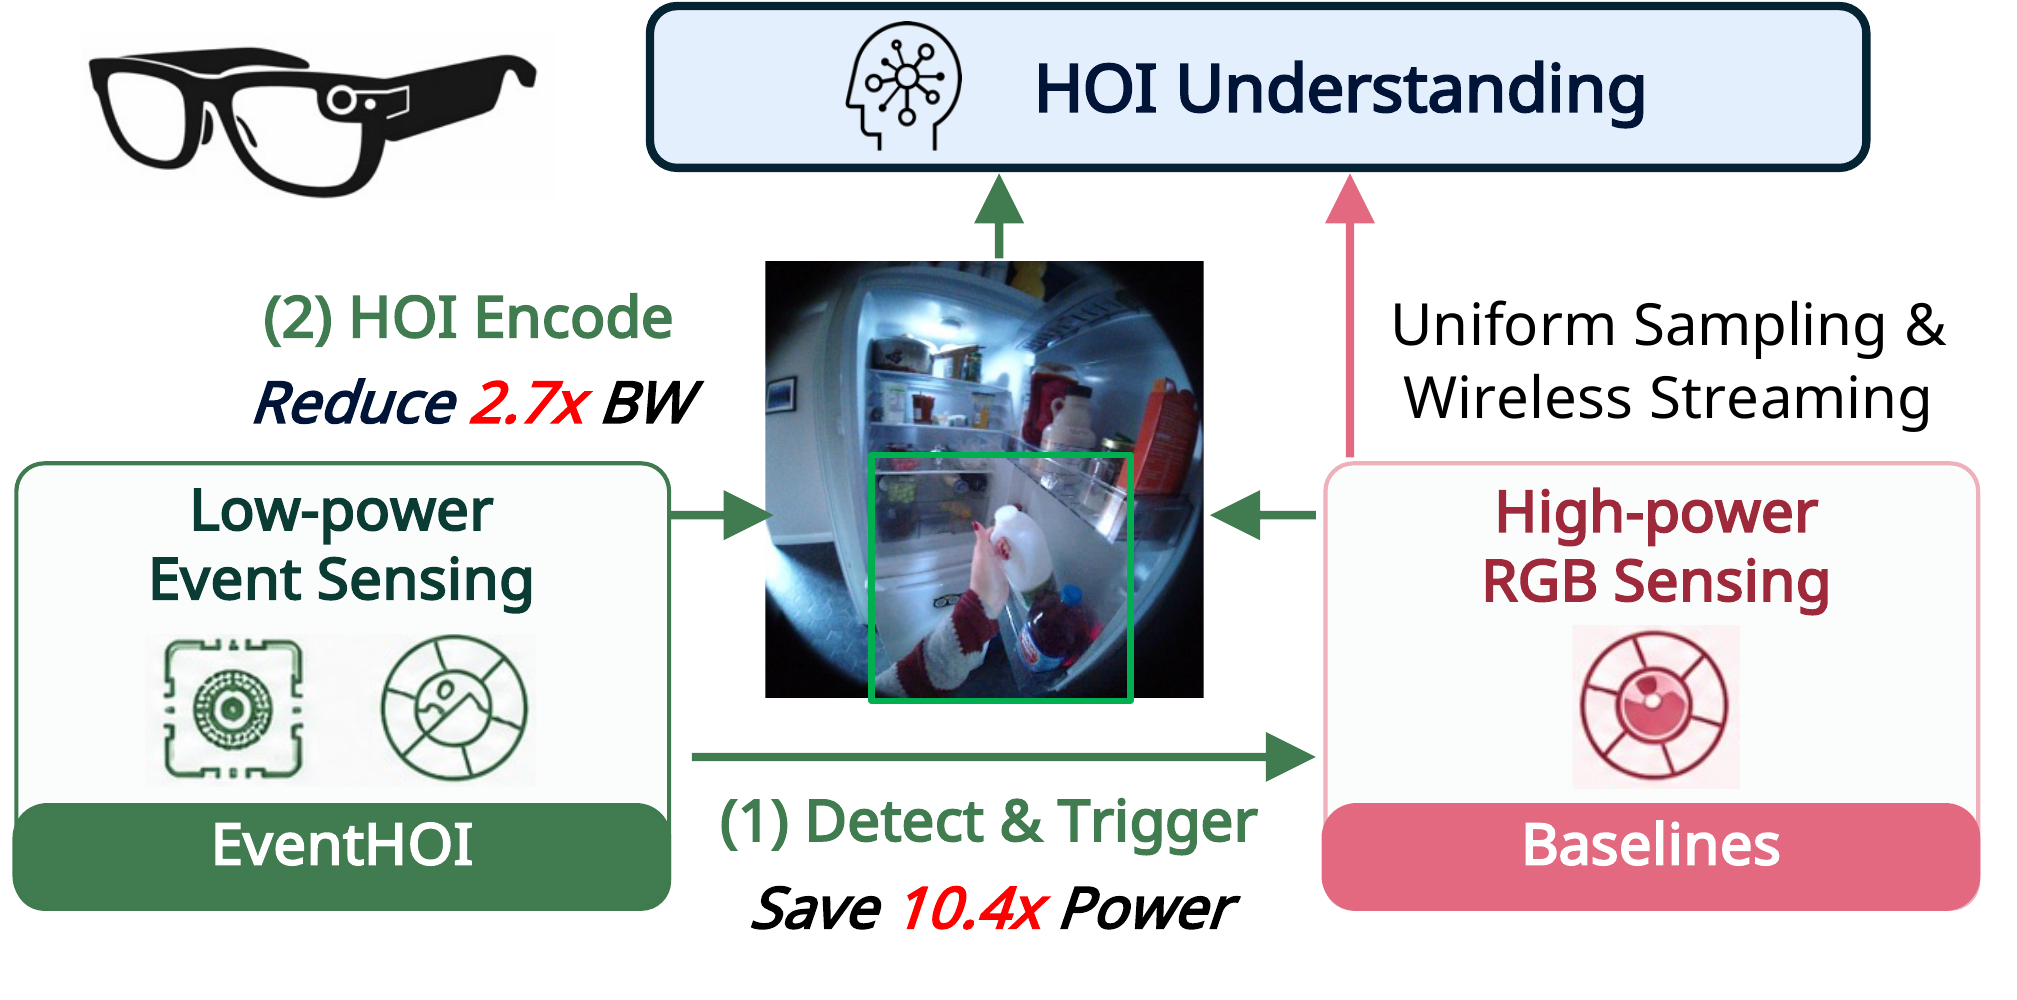 HOI Understanding
(2) HOI Encode
Reduce 2.7x BW
Uniform Sampling &
Wireless Streaming
Low-power
Event Sensing
EventHOI
High-power
RGB Sensing
Baselines
(1) Detect & Trigger
Save 10.4x Power